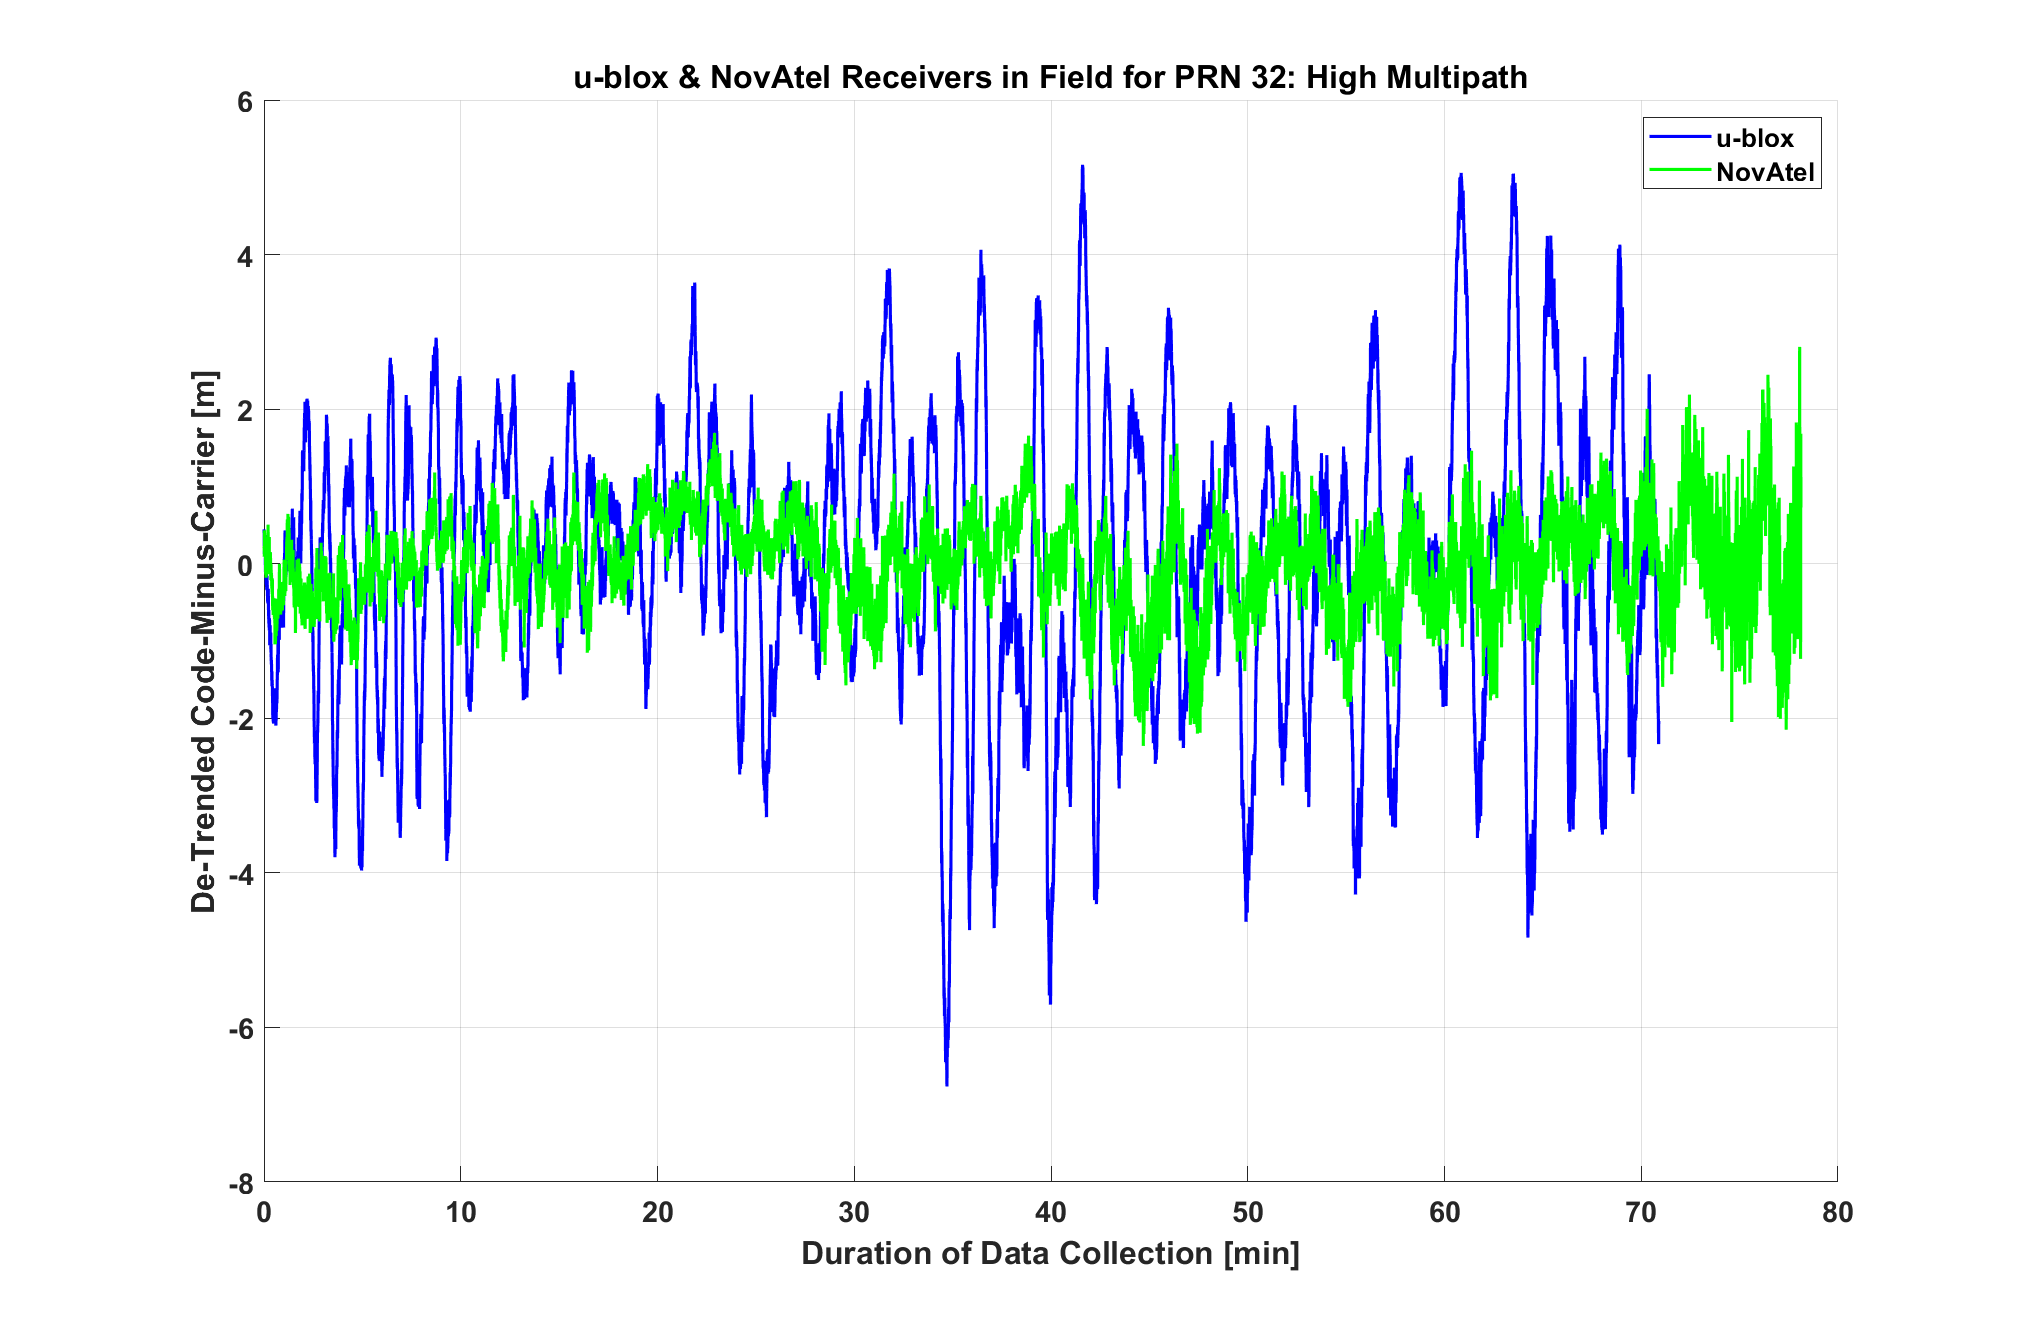 u-blox & NovAtel Receivers in Field for PRN 32: High Multipath
6
4
2
0
-2
-4
-6
-8
De-Trended Code-Minus-Carrier [m]
u-blox
NovAtel
0 10 20 30 40 50 60 70 80
Duration of Data Collection [min]